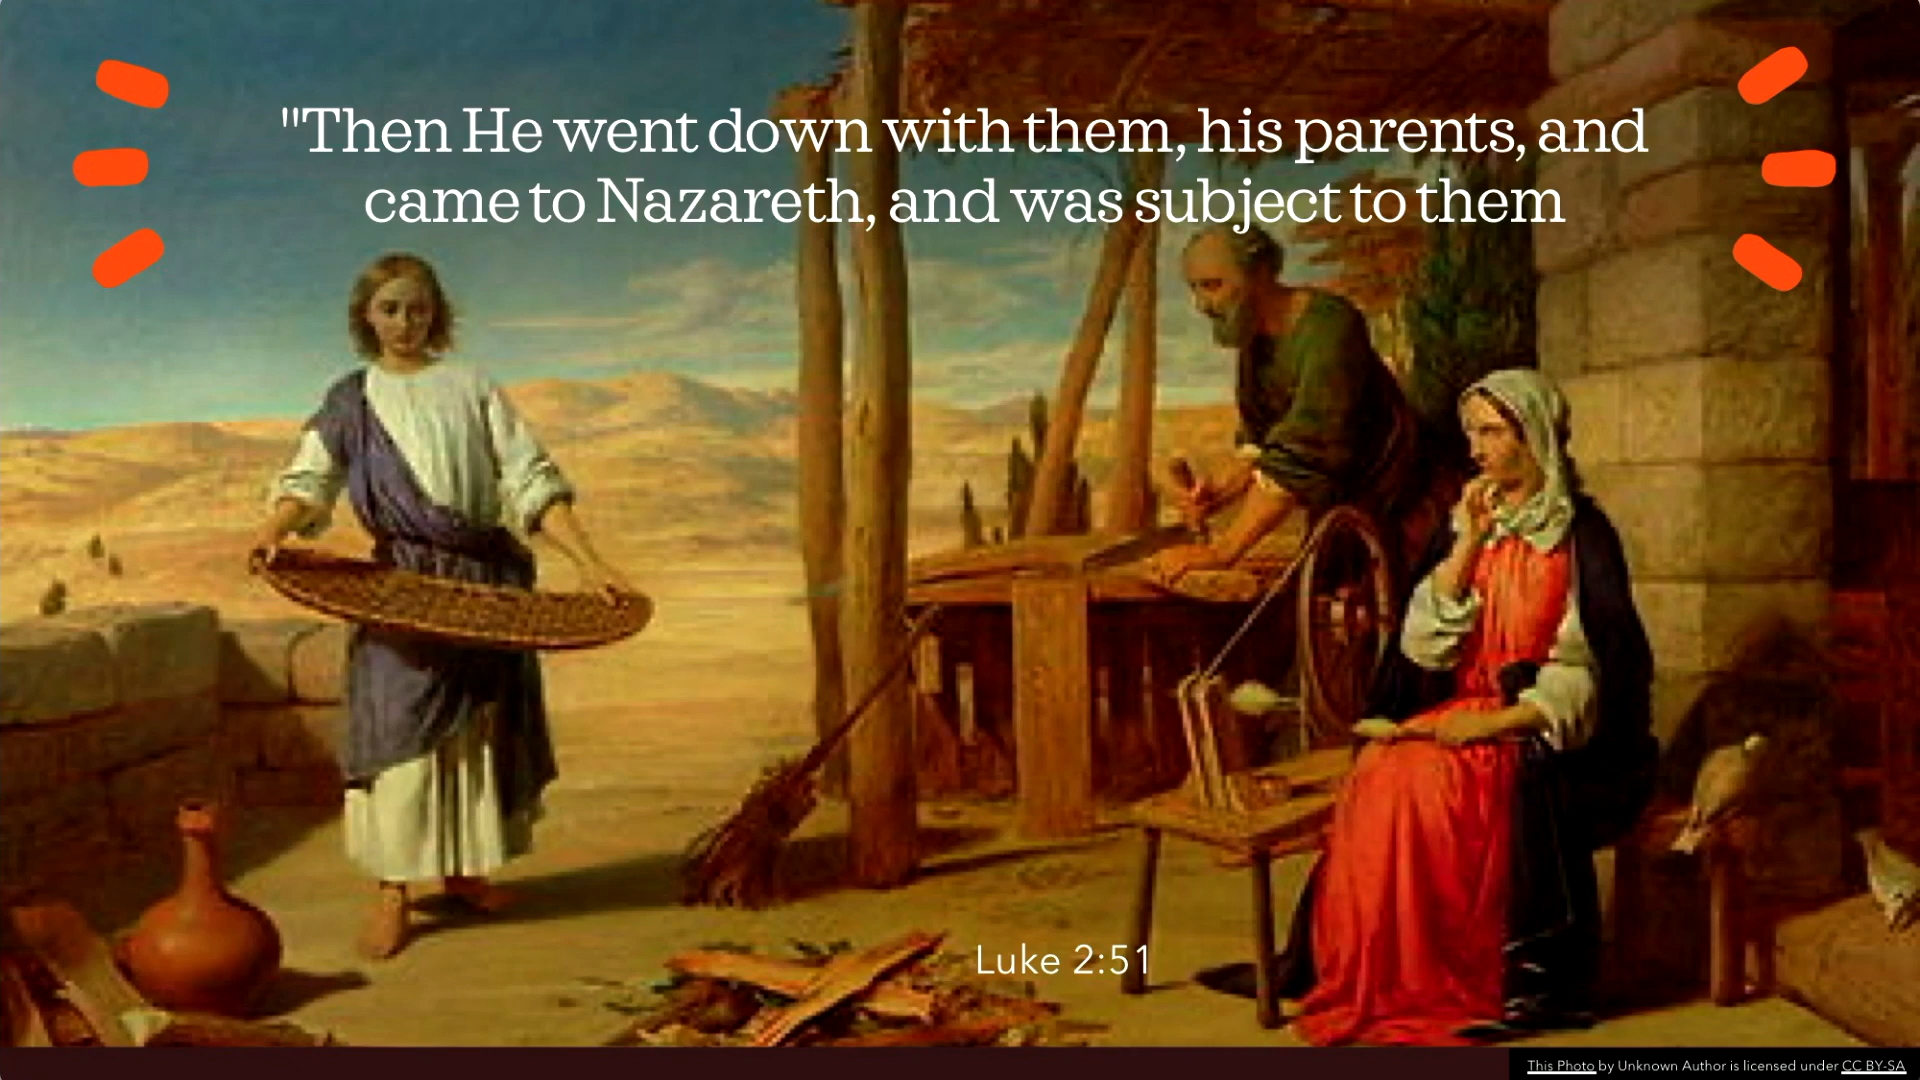 "Then He went down with them, his parents, and
came to Nazareth, and was subject to them
Luke 2:51
This Photo by Unknown Author is licensed under CC BY-SA